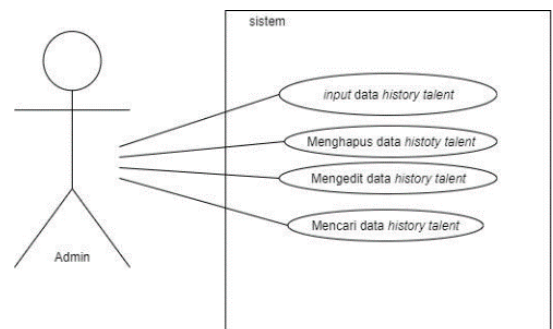 sistem
input data history talent
Menghapus data histoty talent
Mengedit data history talent
Mencari data history talent
Admin